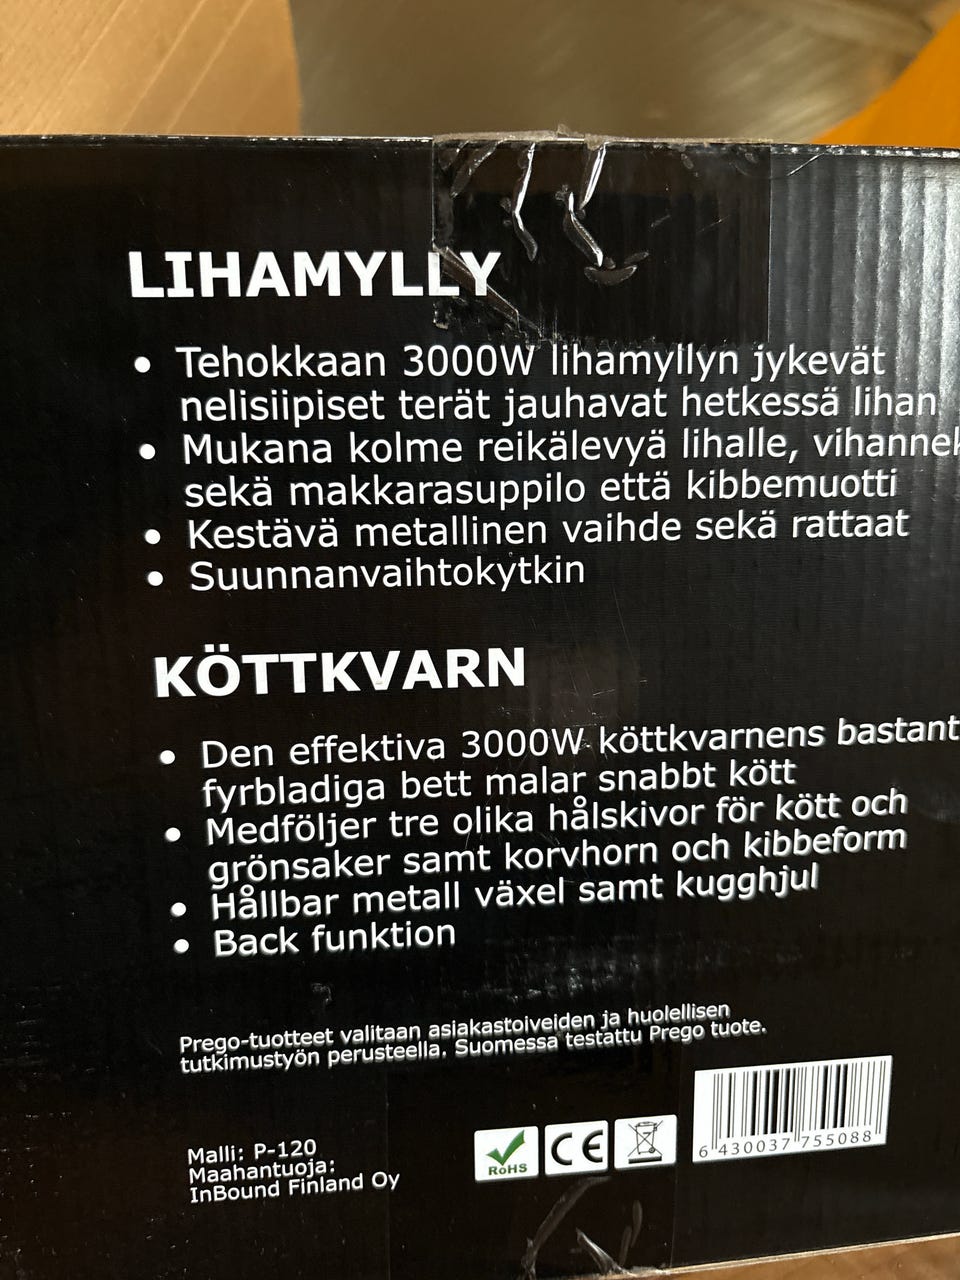 LIHAMYLLY
• Tehokkaan 3000W lihamyllyn jykevät
nelisiipiset terät jauhavat hetkessä lihan
• Mukana kolme reikälevyä lihalle,
sekä makkarasuppilo että kibbemuotti
• Kestävä metallinen vaihde sekä rattaat
• Suunnanvaihtokytkin
KÖTTKVARN
• Den effektiva 3000W köttkvarnens
fyrbladiga bett malar snabbt kött
• Medföljer tre olika hålskivor för kött och
grönsaker samt korvhorn och kibbeform
• Hållbar metall växel samt kugghjul
• Back funktion
Prego-tuotteet valitaan asiakastoiveiden ja huolellisen
tutkimustyön perusteella. Suomessa testattu Prego tuote.
Malli: P-120
Maahantuoja:
InBound Finland Oy
RoHS
CE
6 430037 755088